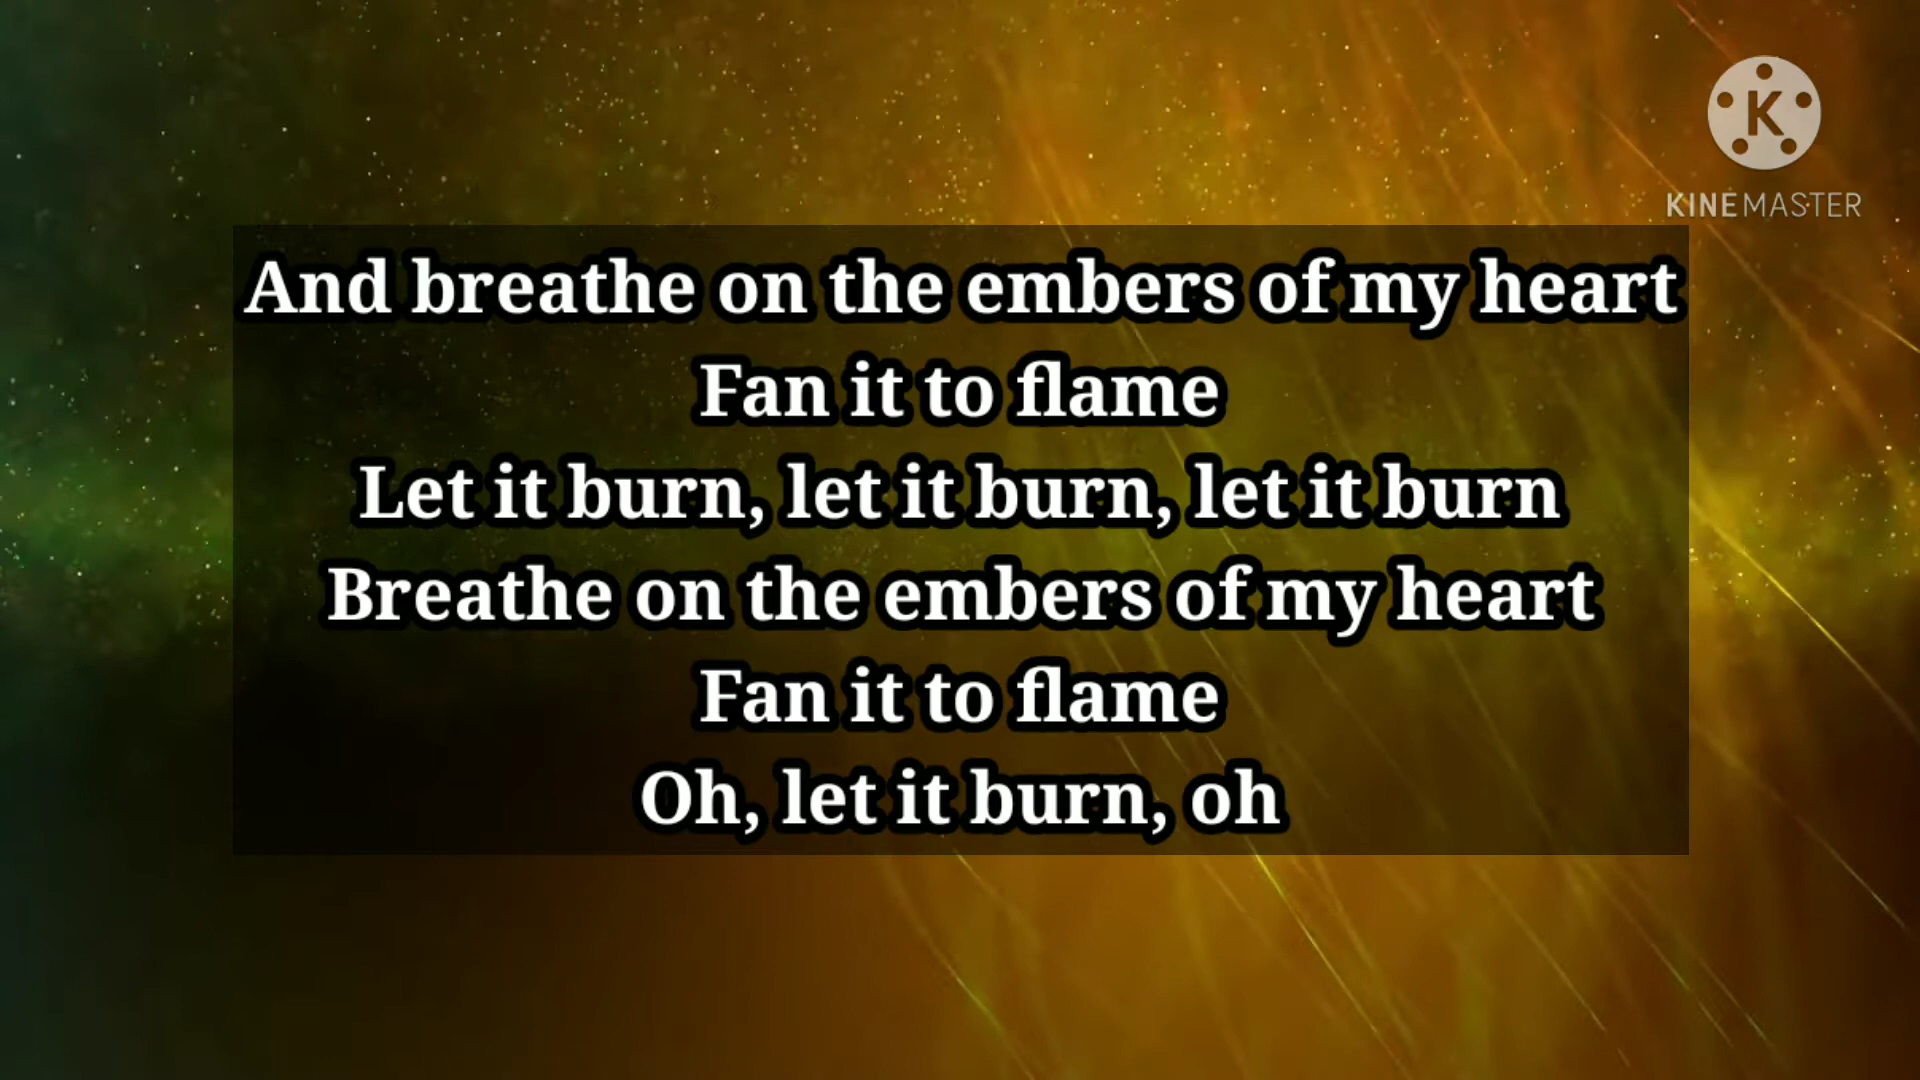 K
KINEMASTER
And breathe on the embers of my heart
Fan it to flame
Let it burn, let it burn, let it burn
Breathe on the embers of my heart
Fan it to flame
Oh, let it burn, oh